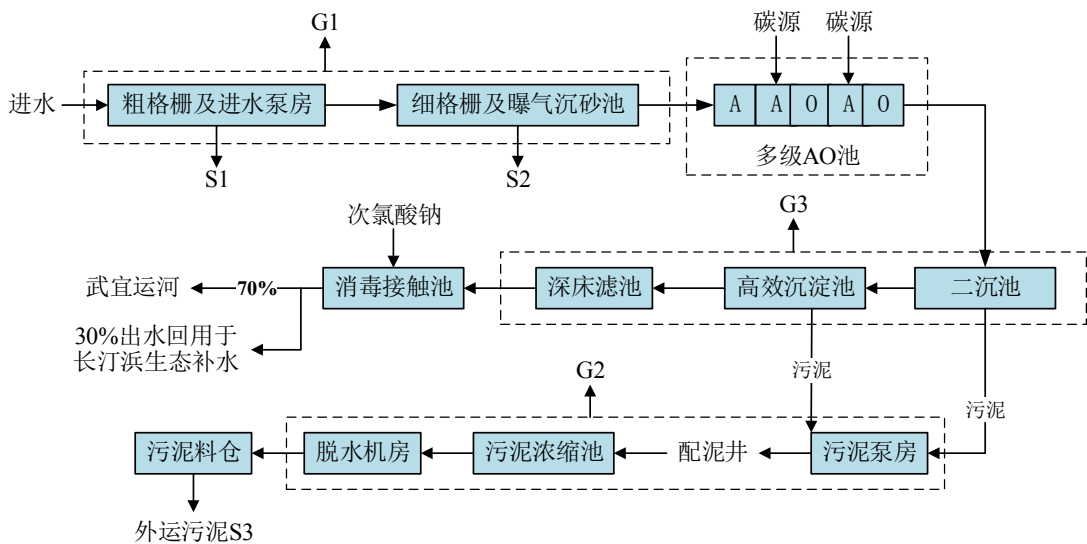 G1
碳源
碳源
进水
粗格栅及进水泵房
细格栅及曝气沉砂池
A
A
O
A
O
多级AO池
S1
S2
次氯酸钠
G3
武宜运河
70%
消毒接触池
深床滤池
高效沉淀池
二沉池
30%出水回用于
长汀浜生态补水
G2
污泥
污泥
污泥料仓
脱水机房
污泥浓缩池
配泥井
污泥泵房
外运污泥S3